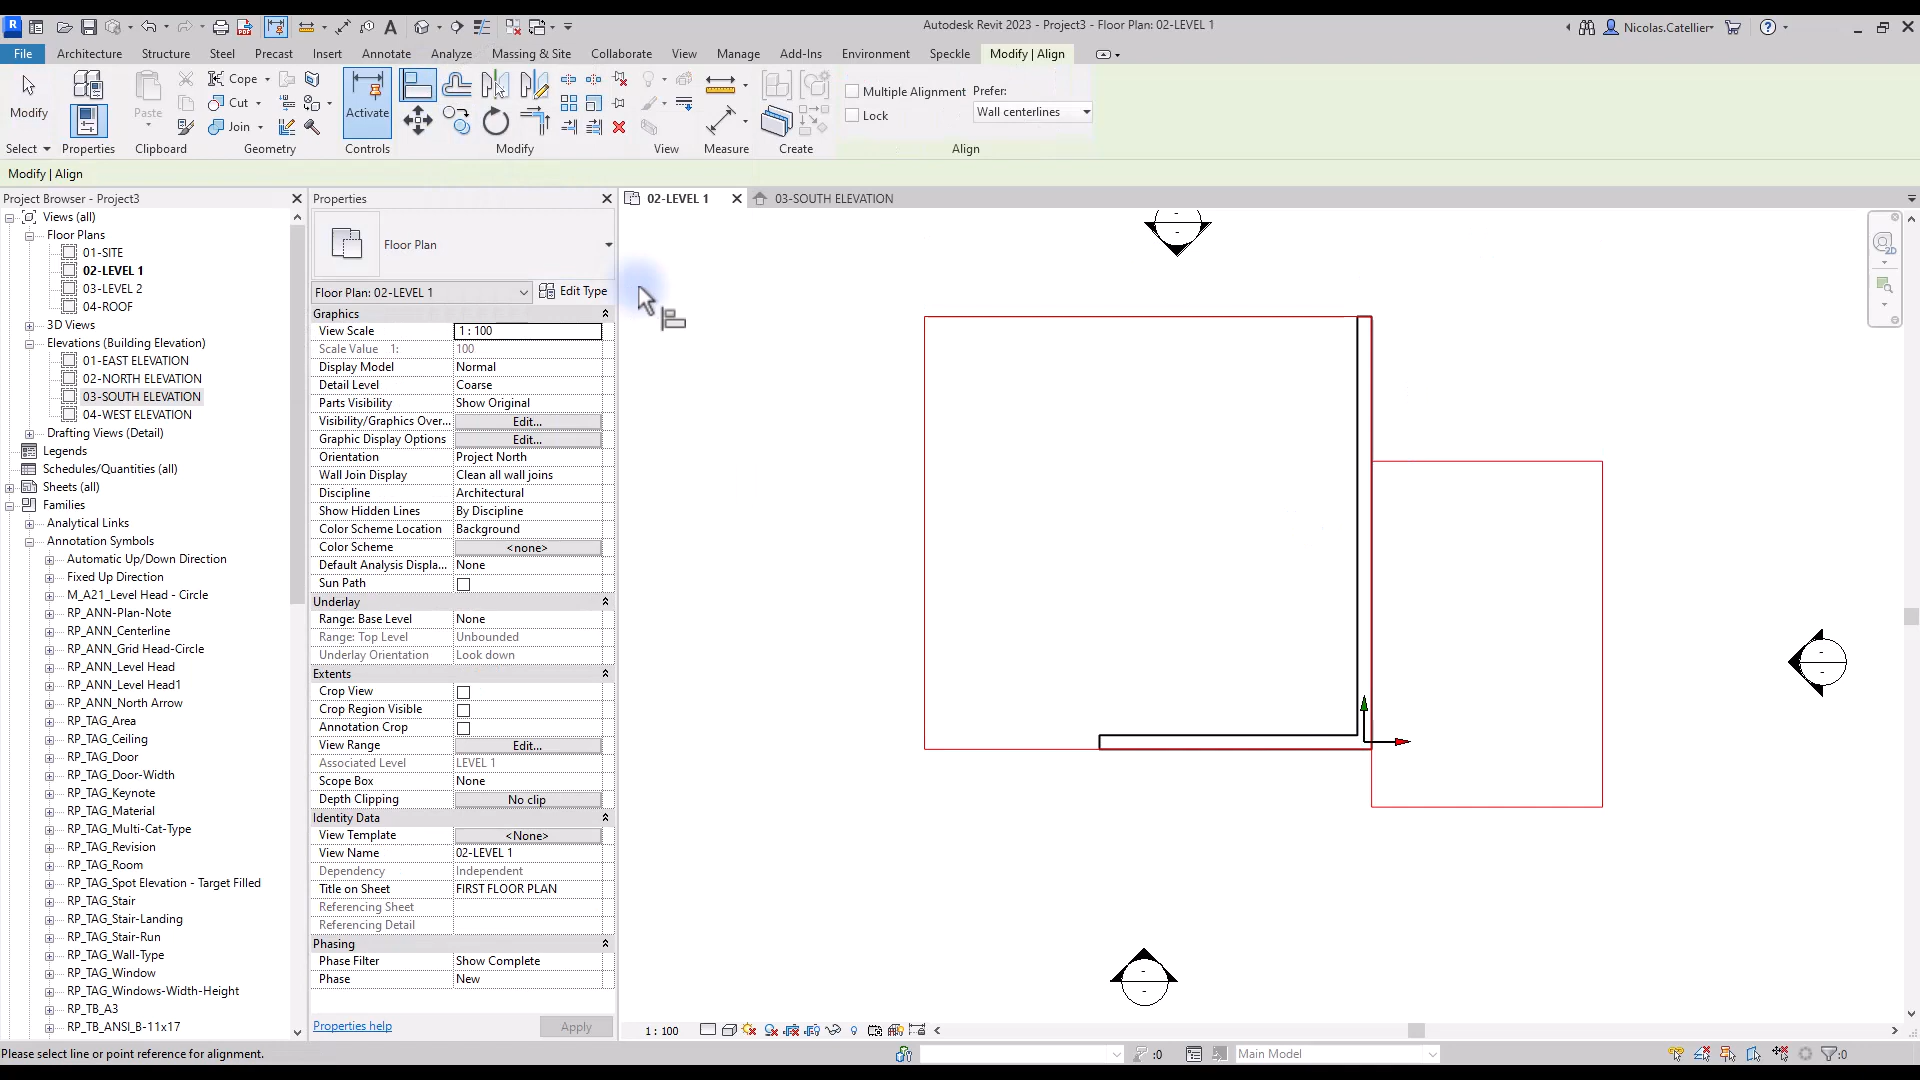 Autodesk Revit 2023 - Project3 - Floor Plan: 02-LEVEL 1
Nicolas.Catellier
File Architecture Structure Steel Precast Insert Annotate Analyze Massing & Site Collaborate View Manage Add-Ins Environment Speckle Modify | Align
Modify Paste Cope Cut Join Activate
Multiple Alignment Prefer:
Lock Wall centerlines
Select Properties Clipboard Geometry Controls Modify View Measure Create Align
Modify | Align
Project Browser - Project3
Views (all)
Floor Plans
01-SITE
02-LEVEL 1
03-LEVEL 2
04-ROOF
3D Views
Elevations (Building Elevation)
01-EAST ELEVATION
02-NORTH ELEVATION
03-SOUTH ELEVATION
04-WEST ELEVATION
Drafting Views (Detail)
Legends
Schedules/Quantities (all)
Sheets (all)
Families
Analytical Links
Annotation Symbols
Automatic Up/Down Direction
Fixed Up Direction
M_A21_Level Head - Circle
RP_ANN-Plan-Note
RP_ANN_Centerline
RP_ANN_Grid Head-Circle
RP_ANN_Level Head
RP_ANN_Level Head1
RP_ANN_North Arrow
RP_TAG_Area
RP_TAG_Ceiling
RP_TAG_Door
RP_TAG_Door-Width
RP_TAG_Keynote
RP_TAG_Material
RP_TAG_Multi-Cat-Type
RP_TAG_Revision
RP_TAG_Room
RP_TAG_Spot Elevation - Target Filled
RP_TAG_Stair
RP_TAG_Stair-Landing
RP_TAG_Stair-Run
RP_TAG_Wall-Type
RP_TAG_Window
RP_TAG_Windows-Width-Height
RP_TB_A3
RP_TB_ANSI_B-11x17
Properties
Floor Plan
Floor Plan: 02-LEVEL 1 Edit Type
Graphics
View Scale 1 : 100
Scale Value 1: 100
Display Model Normal
Detail Level Coarse
Parts Visibility Show Original
Visibility/Graphics Over... Edit...
Graphic Display Options Edit...
Orientation Project North
Wall Join Display Clean all wall joins
Discipline Architectural
Show Hidden Lines By Discipline
Color Scheme Location Background
Color Scheme <none>
Default Analysis Displa... None
Sun Path
Underlay
Range: Base Level None
Range: Top Level Unbounded
Underlay Orientation Look down
Extents
Crop View
Crop Region Visible
Annotation Crop
View Range Edit...
Associated Level LEVEL 1
Scope Box None
Depth Clipping No clip
Identity Data
View Template <None>
View Name 02-LEVEL 1
Dependency Independent
Title on Sheet FIRST FLOOR PLAN
Referencing Sheet
Referencing Detail
Phasing
Phase Filter Show Complete
Phase New
Properties help Apply
02-LEVEL 1 03-SOUTH ELEVATION
2D
1 : 100
Please select line or point reference for alignment.
:0 Main Model :0